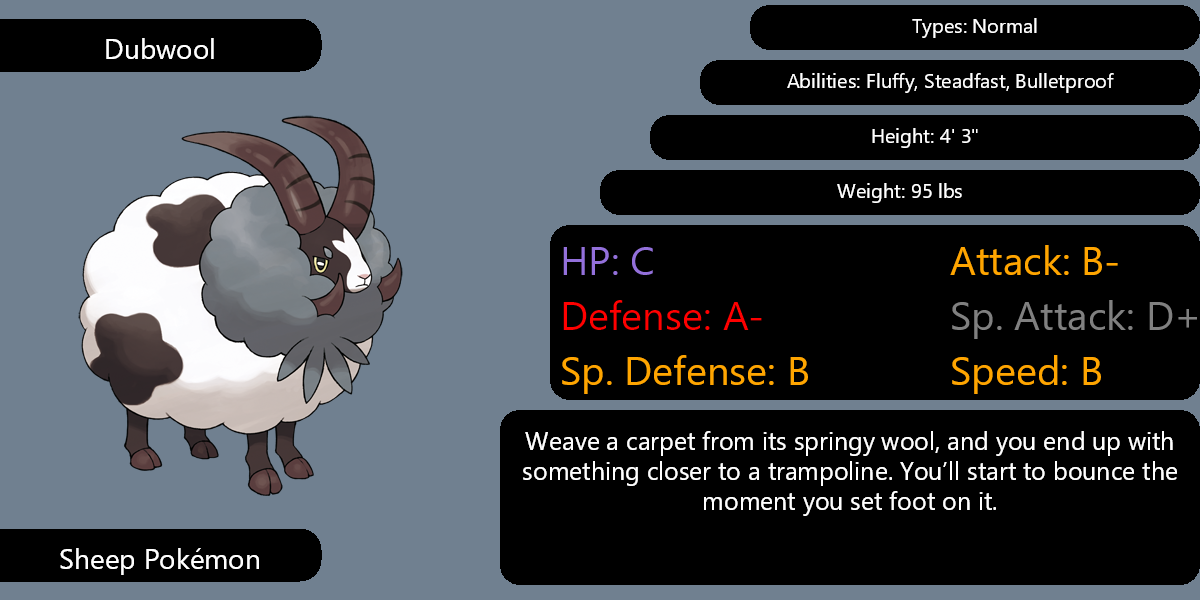 Dubwool
Types: Normal
Abilities: Fluffy, Steadfast, Bulletproof
Height: 4' 3"
Weight: 95 lbs
HP: C
Attack: B-
Defense: A-
Sp. Attack: D+
Sp. Defense: B
Speed: B
Weave a carpet from its springy wool, and you end up with
something closer to a trampoline. You’ll start to bounce the
moment you set foot on it.
Sheep Pokémon